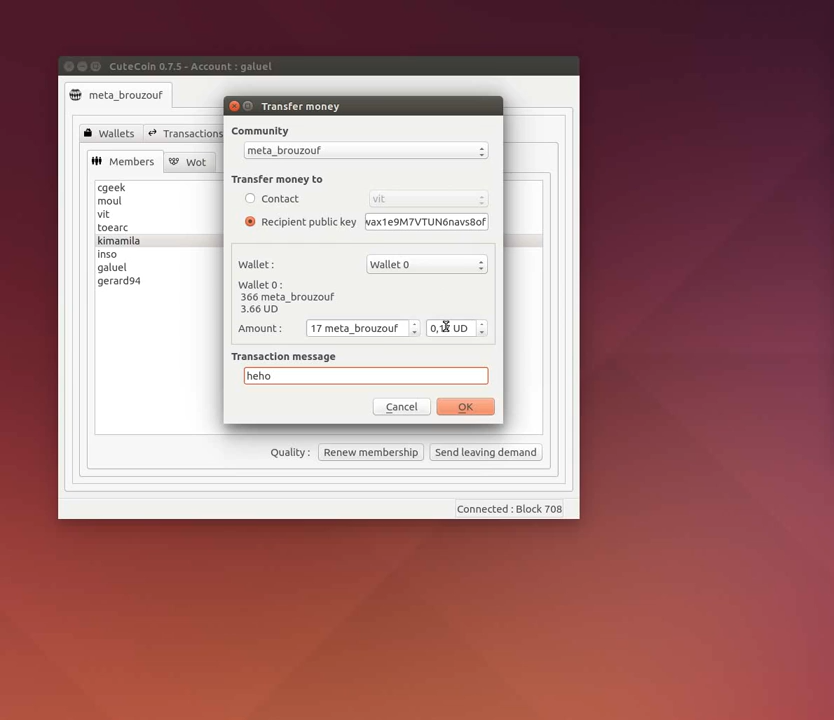 CuteCoin 0.7.5 - Account : galuel
meta_brouzouf
Wallets
Transactions
Members
Wot
cgeek
moul
vit
toearc
kimamila
inso
galuel
gerard94
Quality :
Renew membership
Send leaving demand
Connected : Block 708
Transfer money
Community
meta_brouzouf
Transfer money to
Contact
vit
Recipient public key
vax1e9M7VTUN6navs8of
Wallet :
Wallet 0
Wallet 0 :
366 meta_brouzouf
3.66 UD
Amount :
17 meta_brouzouf
UD
Transaction message
heho
Cancel
OK